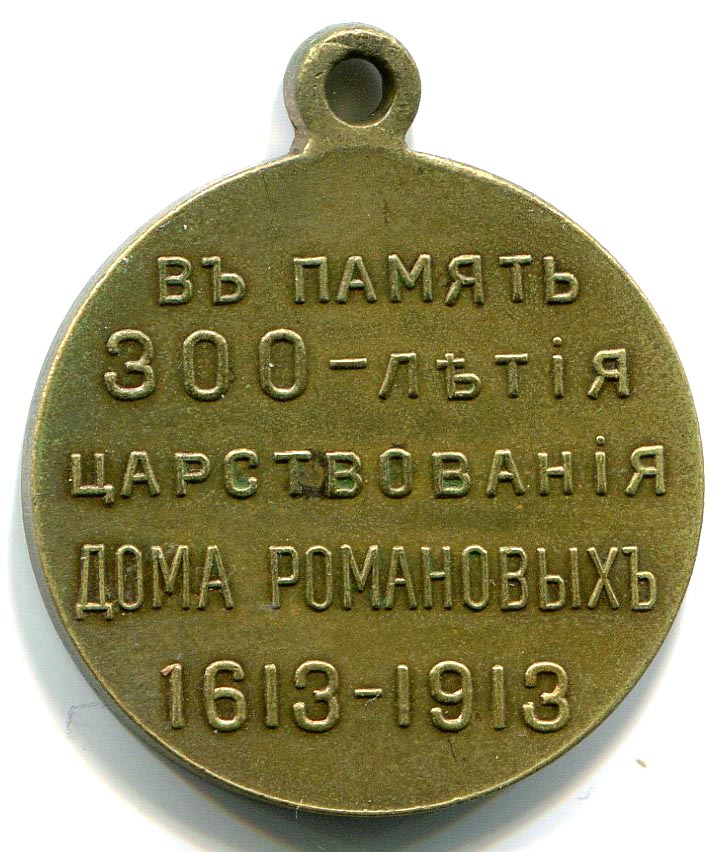 ВЪ ПАМЯТЬ
300-ЛѢТІЯ
ЦАРСТВОВАНІЯ
ДОМА РОМАНОВЫХЪ
1613-1913